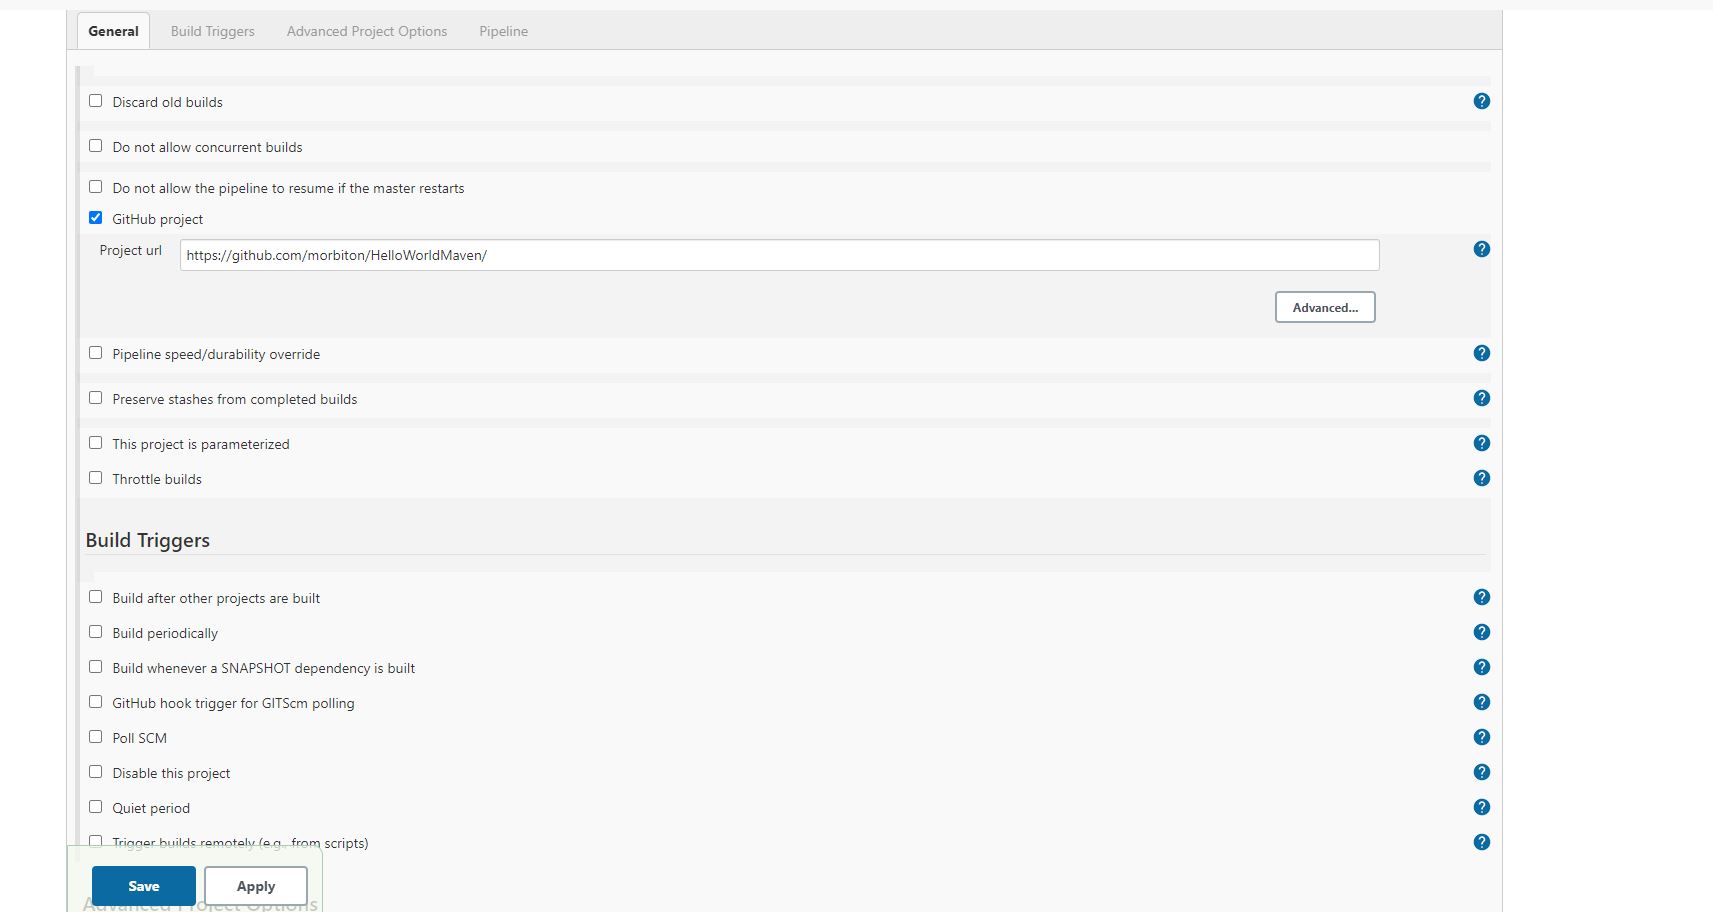 General Build Triggers Advanced Project Options Pipeline
Discard old builds ?
Do not allow concurrent builds
Do not allow the pipeline to resume if the master restarts
GitHub project
Project url https://github.com/morbiton/HelloWorldMaven/ ?
Advanced...
Pipeline speed/durability override ?
Preserve stashes from completed builds ?
This project is parameterized ?
Throttle builds ?
Build Triggers
Build after other projects are built ?
Build periodically ?
Build whenever a SNAPSHOT dependency is built ?
GitHub hook trigger for GITScm polling ?
Poll SCM ?
Disable this project ?
Quiet period ?
Trigger builds remotely (e.g., from scripts) ?
Save Apply
Advanced Project Options